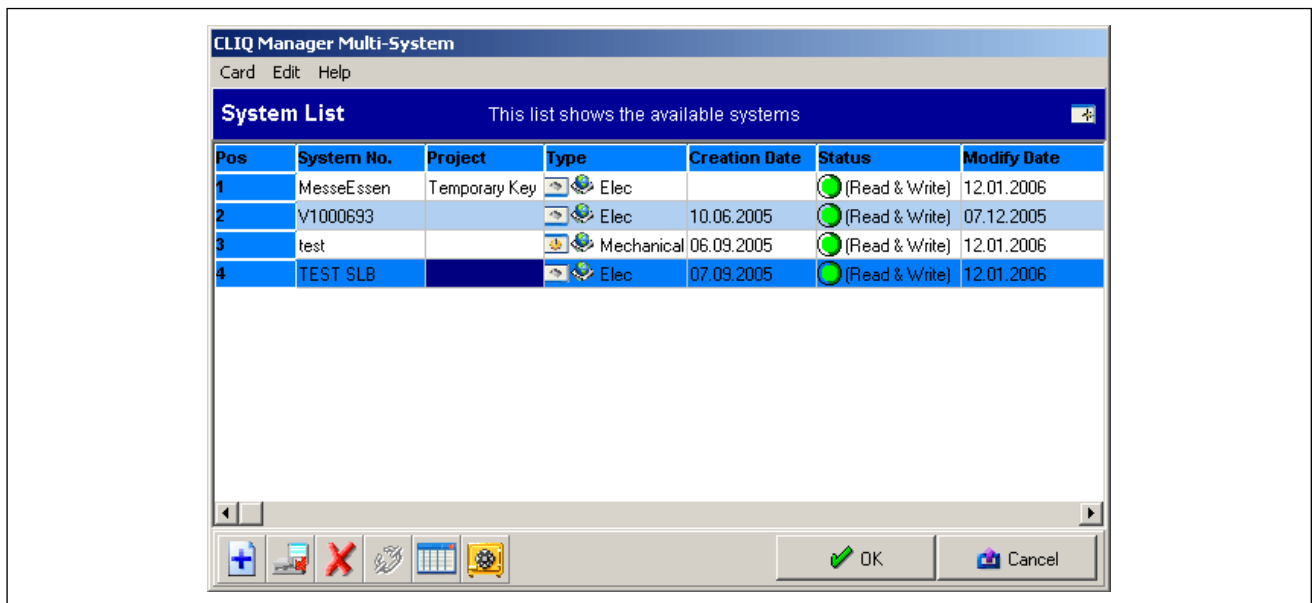 CLIQ Manager Multi-System
Card Edit Help
System List This list shows the available systems
Pos System No. Project Type Creation Date Status Modify Date
1 MesseEssen Temporary Key Elec (Read & Write) 12.01.2006
2 V1000693 Elec 10.06.2005 (Read & Write) 07.12.2005
3 test Mechanical 06.09.2005 (Read & Write) 12.01.2006
4 TEST SLB Elec 07.09.2005 (Read & Write) 12.01.2006
OK Cancel